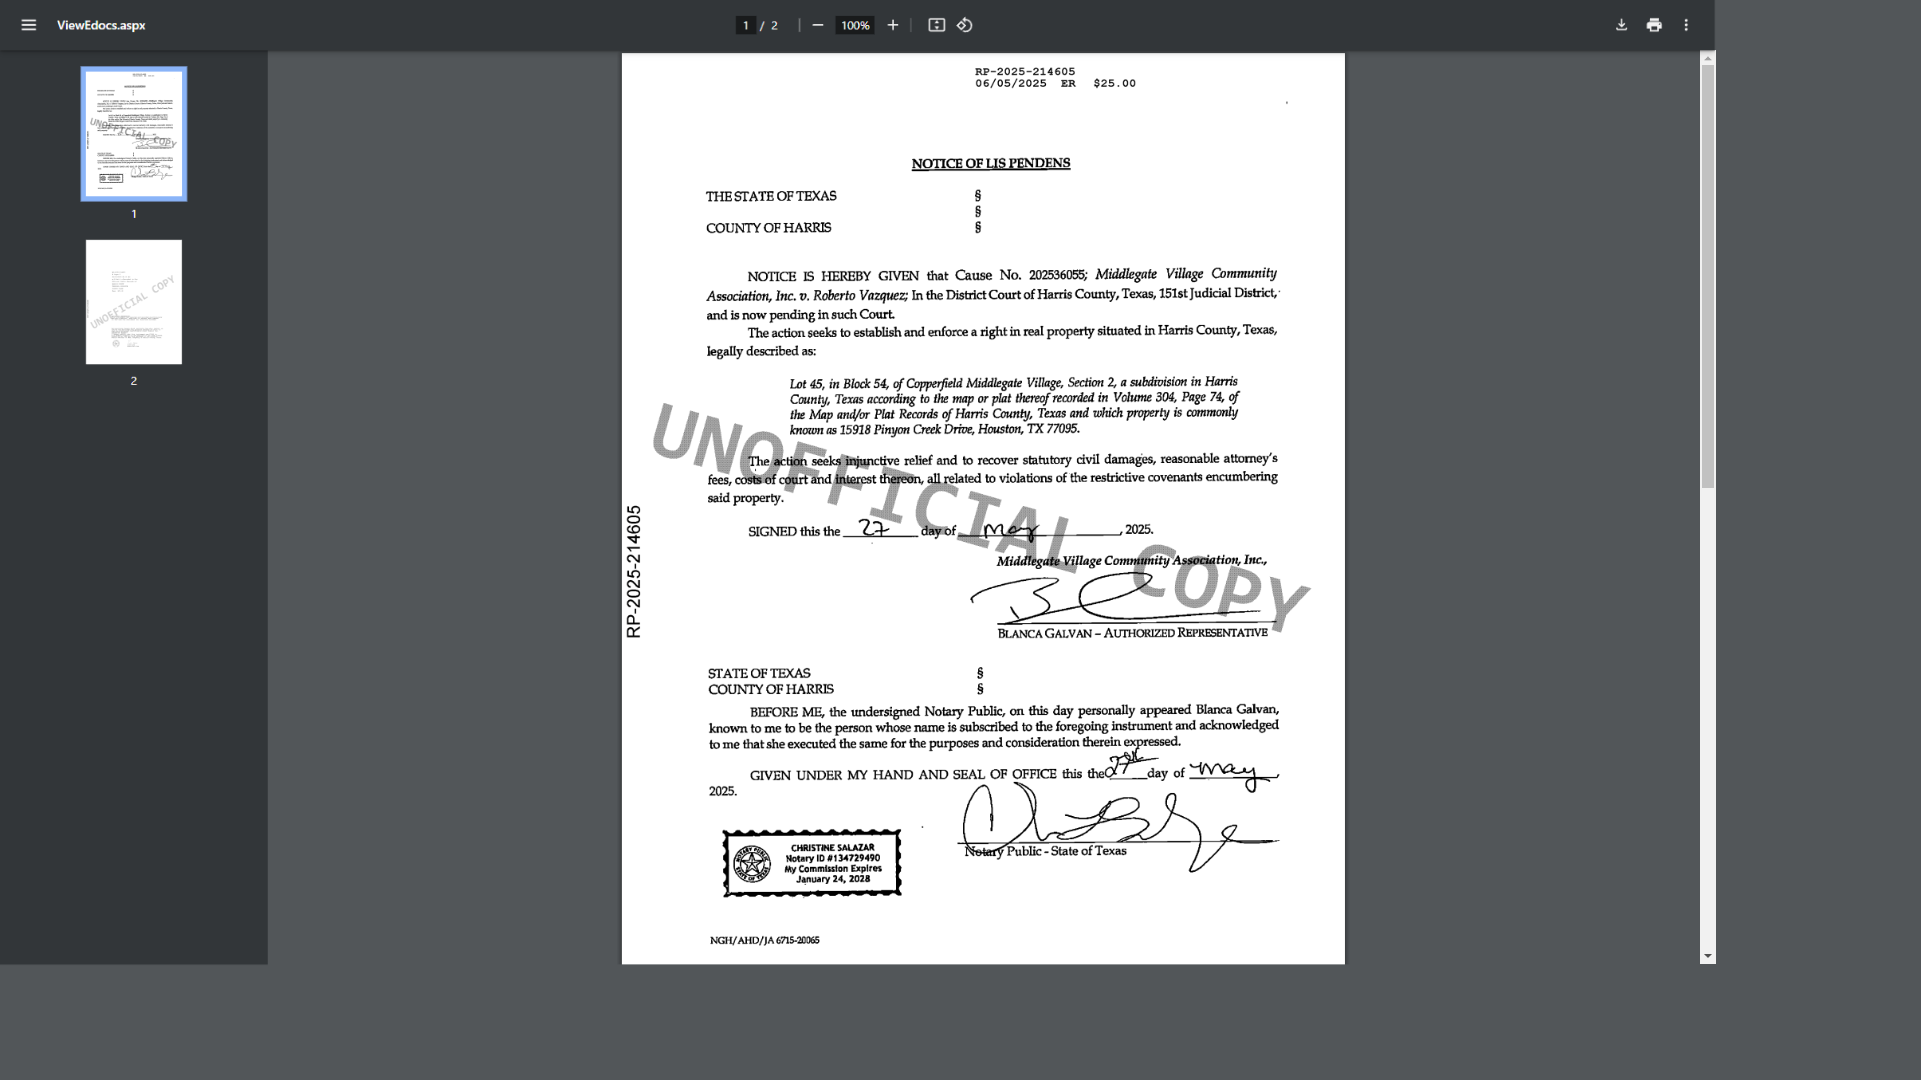 ViewEdocs.aspx
1 / 2
100%
1
2
RP-2025-214605
06/05/2025 ER $25.00
NOTICE OF LIS PENDENS
THE STATE OF TEXAS §
§
COUNTY OF HARRIS §
NOTICE IS HEREBY GIVEN that Cause No. 202536055; Middlegate Village Community
Association, Inc. v. Roberto Vazquez; In the District Court of Harris County, Texas, 151st Judicial District,
and is now pending in such Court.
The action seeks to establish and enforce a right in real property situated in Harris County, Texas,
legally described as:
Lot 45, in Block 54, of Copperfield Middlegate Village, Section 2, a subdivision in Harris
County, Texas according to the map or plat thereof recorded in Volume 304, Page 74, of
the Map and/or Plat Records of Harris County, Texas and which property is commonly
known as 15918 Pinyon Creek Drive, Houston, TX 77095.
The action seeks injunctive relief and to recover statutory civil damages, reasonable attorney's
fees, costs of court and interest thereon, all related to violations of the restrictive covenants encumbering
said property.
SIGNED this the 27 day of May, 2025.
Middlegate Village Community Association, Inc.,
BLANCA GALVAN – AUTHORIZED REPRESENTATIVE
STATE OF TEXAS §
COUNTY OF HARRIS §
BEFORE ME, the undersigned Notary Public, on this day personally appeared Blanca Galvan,
known to me to be the person whose name is subscribed to the foregoing instrument and acknowledged
to me that she executed the same for the purposes and consideration therein expressed.
GIVEN UNDER MY HAND AND SEAL OF OFFICE this the 27th day of May,
2025.
Notary Public - State of Texas
NOTARY PUBLIC
STATE OF TEXAS
CHRISTINE SALAZAR
Notary ID #134729490
My Commission Expires
January 24, 2028
NGH/AHD/JA 6715-20065
RP-2025-214605
UNOFFICIAL COPY